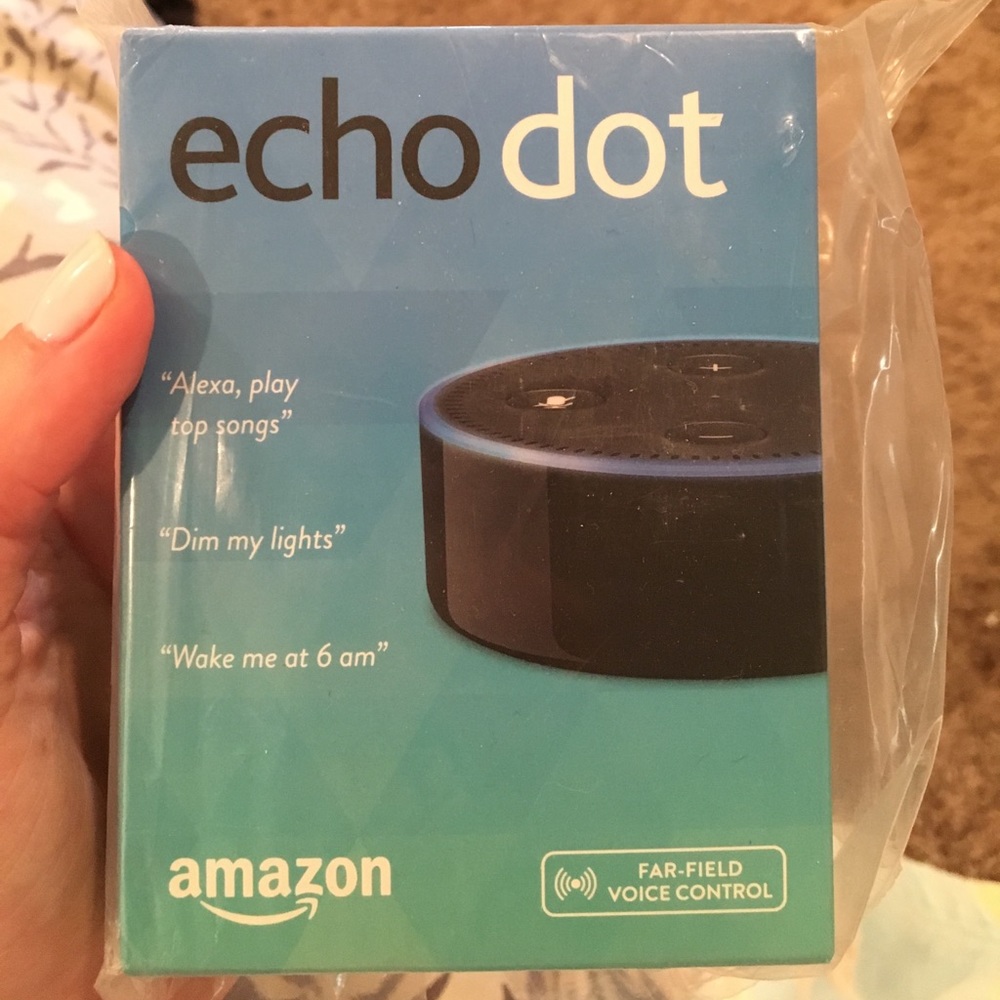 echo dot
“Alexa, play
top songs”
“Dim my lights”
“Wake me at 6 am”
amazon
FAR-FIELD
VOICE CONTROL